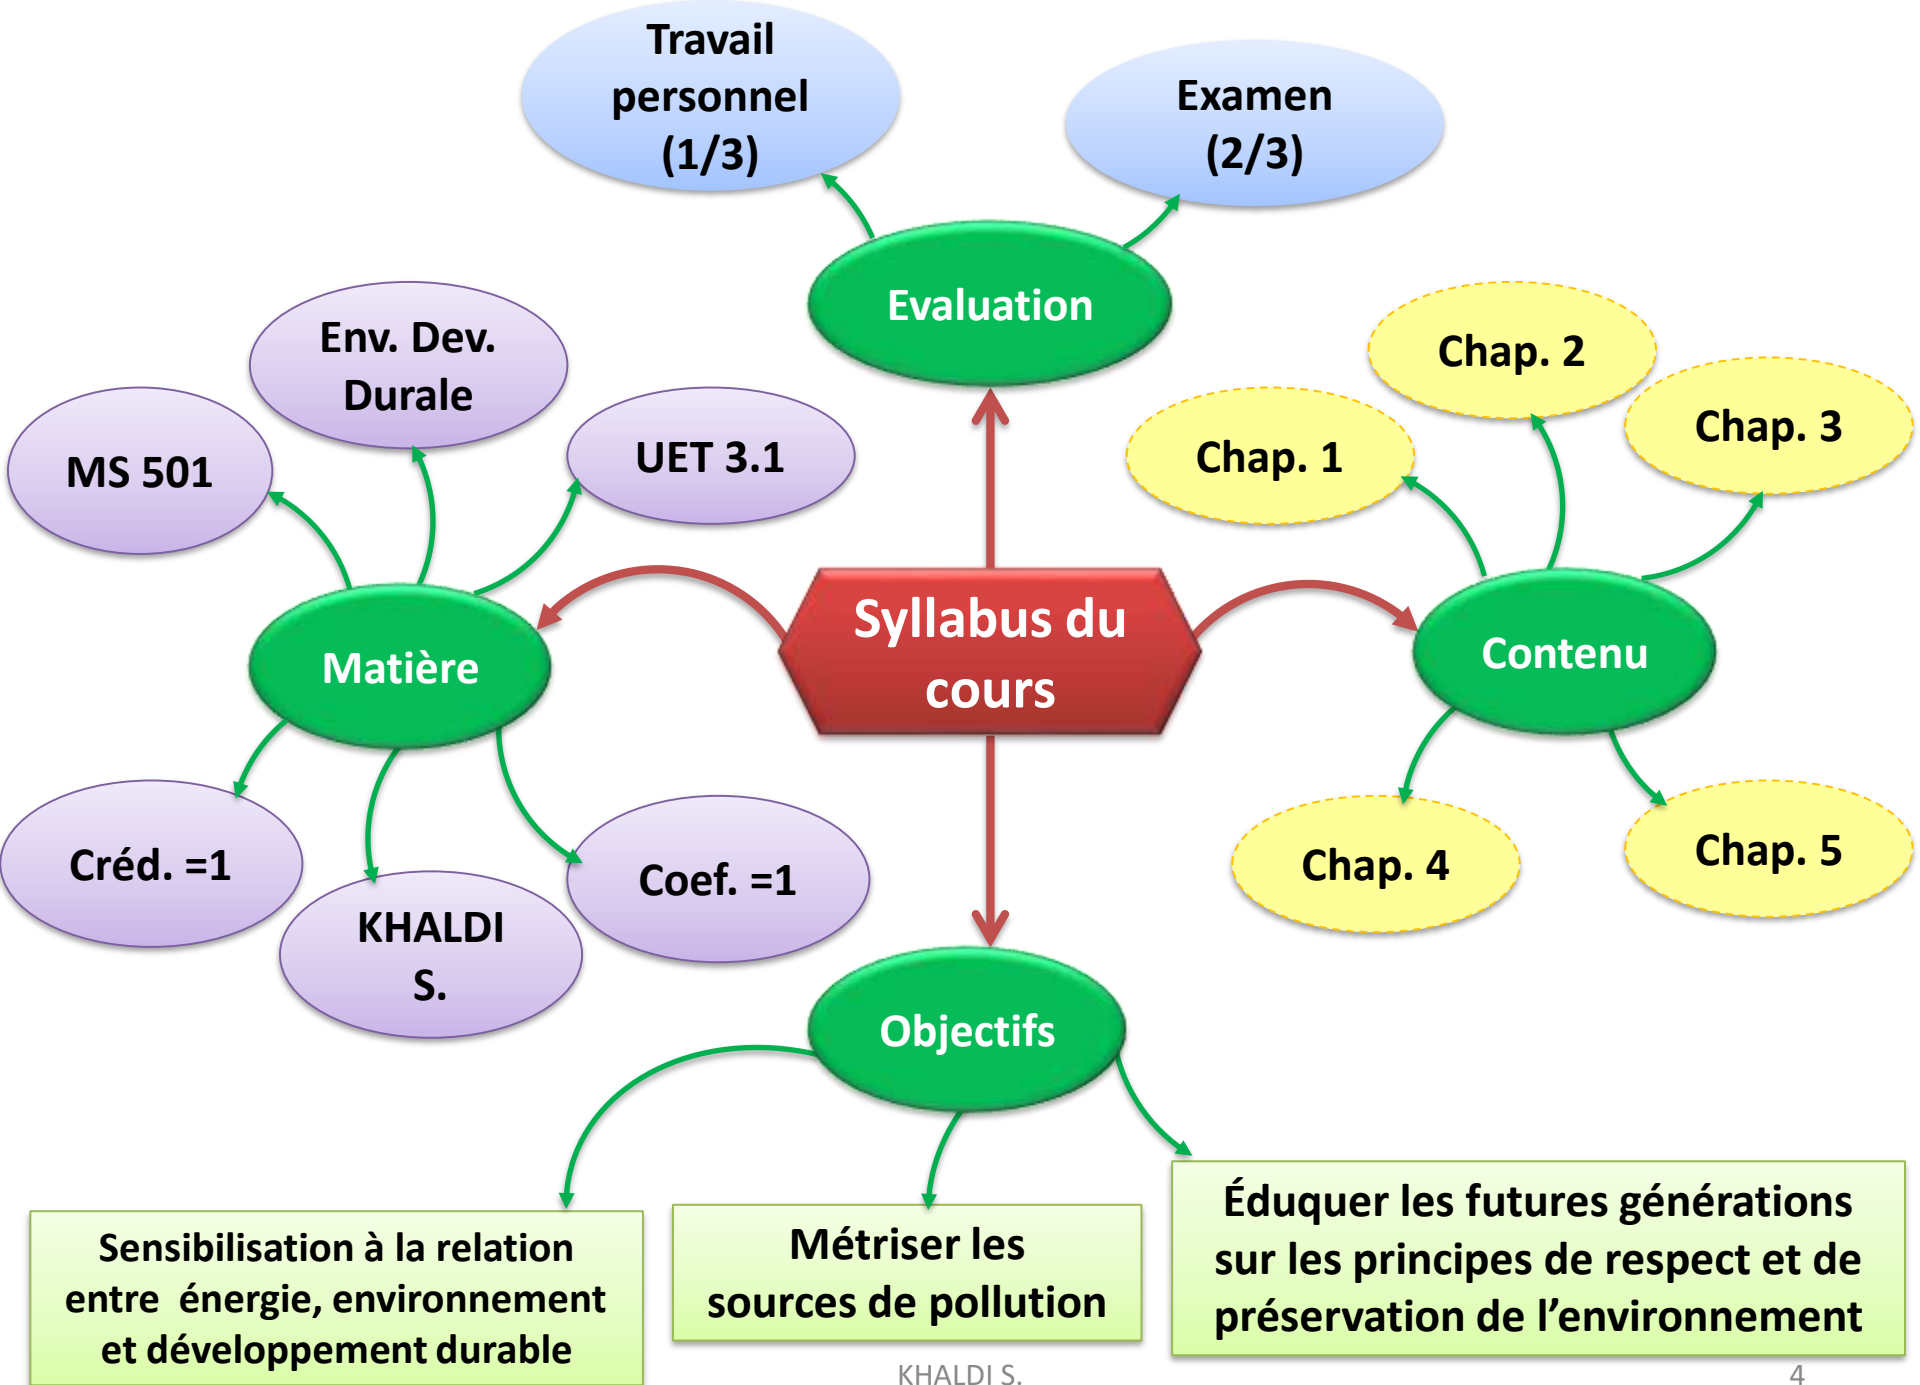 Travail
personnel
(1/3)
Examen
(2/3)
Evaluation
Env. Dev.
Durale
MS 501
UET 3.1
Chap. 1
Chap. 2
Chap. 3
Syllabus du
cours
Matière
Contenu
Créd. =1
KHALDI
S.
Coef. =1
Chap. 4
Chap. 5
Objectifs
Sensibilisation à la relation
entre énergie, environnement
et développement durable
Métriser les
sources de pollution
Éduquer les futures générations
sur les principes de respect et de
préservation de l’environnement
KHALDI S.
4